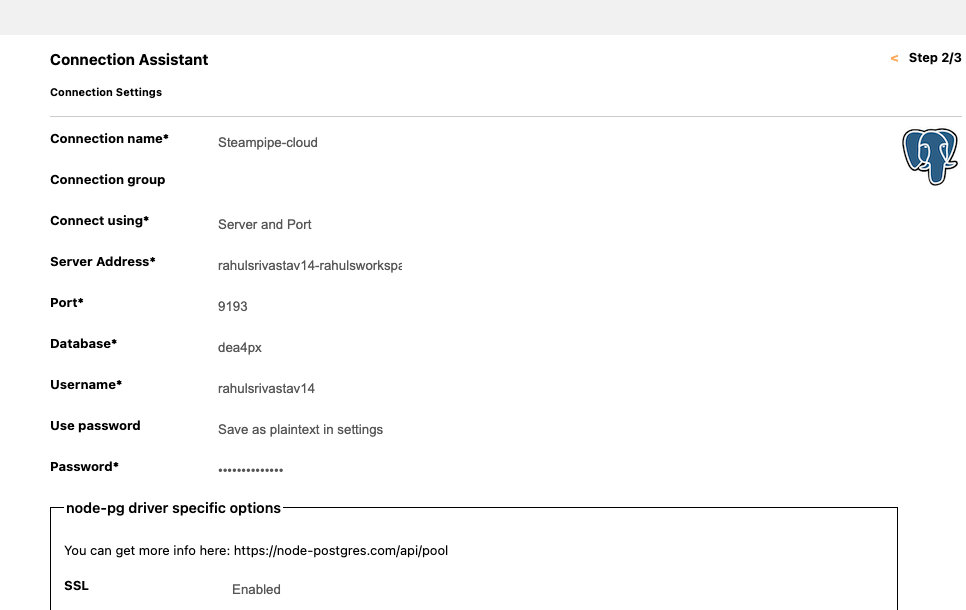 Connection Assistant
< Step 2/3
Connection Settings
Connection name* Steampipe-cloud
Connection group
Connect using* Server and Port
Server Address* rahulsrivastav14-rahulsworkspa
Port* 9193
Database* dea4px
Username* rahulsrivastav14
Use password Save as plaintext in settings
Password* ••••••••••••••
node-pg driver specific options
You can get more info here: https://node-postgres.com/api/pool
SSL Enabled